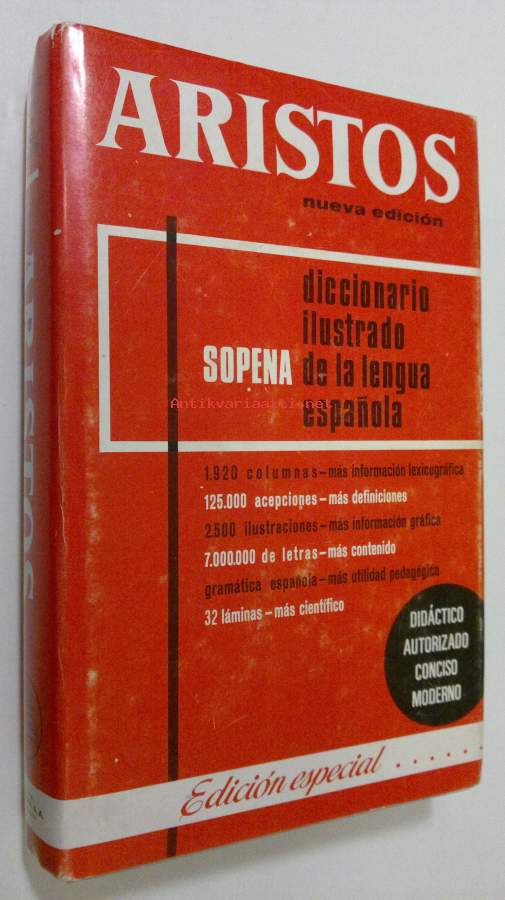 ARISTOS
nueva edición
diccionario
ilustrado
SOPENA de la lengua
española
Antikvariaatti.net
1.920 columnas – más información lexicográfica
125.000 acepciones – más definiciones
2.500 ilustraciones – más información gráfica
7.000.000 de letras – más contenido
gramática española – más utilidad pedagógica
32 láminas – más científico
DIDÁCTICO
AUTORIZADO
CONCISO
MODERNO
Edición especial ......
ARISTOS